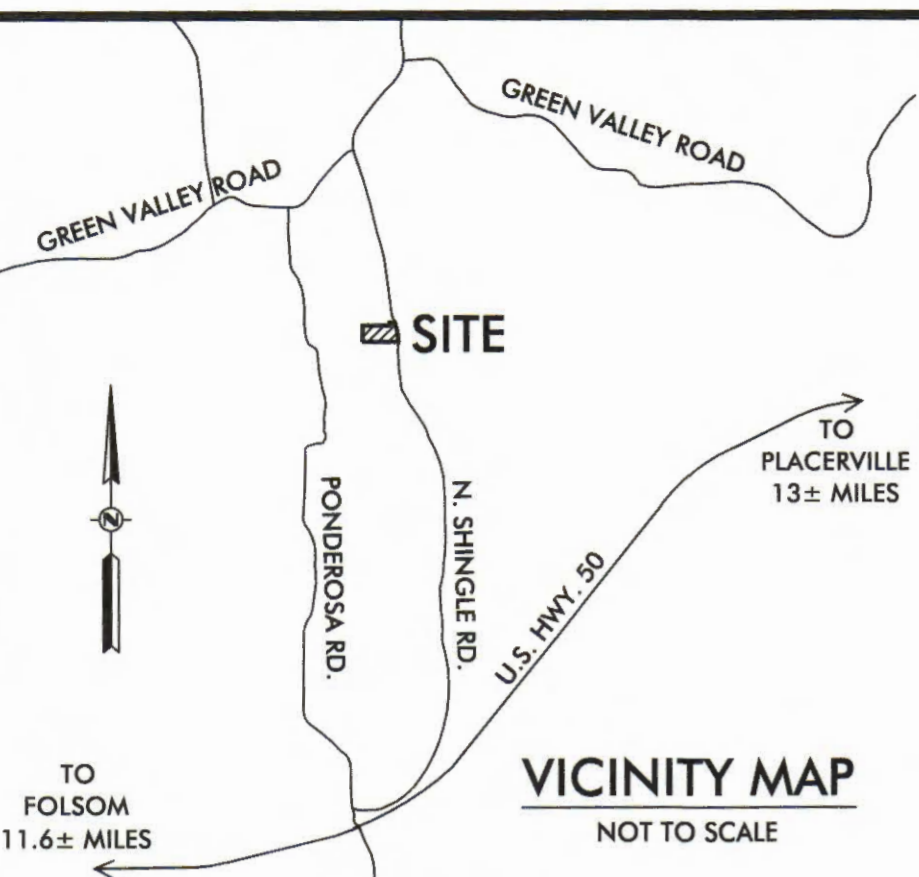 GREEN VALLEY ROAD
GREEN VALLEY ROAD
SITE
TO
PLACERVILLE
13± MILES
N
PONDEROSA RD.
N. SHINGLE RD.
U.S. HWY. 50
TO
FOLSOM
11.6± MILES
VICINITY MAP
NOT TO SCALE